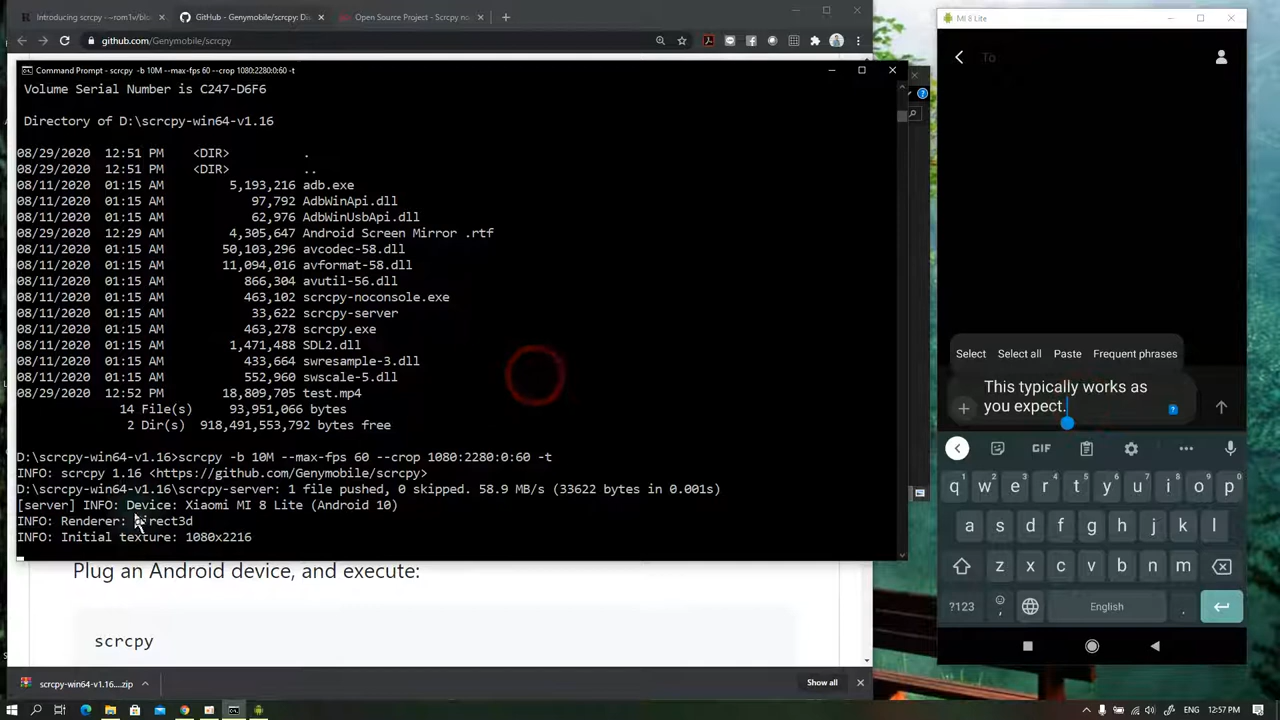 Introducing scrcpy – ~rom1v/blo
GitHub - Genymobile/scrcpy: Di
Open Source Project - Scrcpy no
github.com/Genymobile/scrcpy
Command Prompt - scrcpy -b 10M --max-fps 60 --crop 1080:2280:0:60 -t
Volume Serial Number is C247-D6F6
Directory of D:\scrcpy-win64-v1.16
08/29/2020 12:51 PM <DIR> .
08/29/2020 12:51 PM <DIR> ..
08/11/2020 01:15 AM 5,193,216 adb.exe
08/11/2020 01:15 AM 97,792 AdbWinApi.dll
08/11/2020 01:15 AM 62,976 AdbWinUsbApi.dll
08/29/2020 12:29 AM 4,305,647 Android Screen Mirror .rtf
08/11/2020 01:15 AM 50,103,296 avcodec-58.dll
08/11/2020 01:15 AM 11,094,016 avformat-58.dll
08/11/2020 01:15 AM 866,304 avutil-56.dll
08/11/2020 01:15 AM 463,102 scrcpy-noconsole.exe
08/11/2020 01:15 AM 33,622 scrcpy-server
08/11/2020 01:15 AM 463,278 scrcpy.exe
08/11/2020 01:15 AM 1,471,488 SDL2.dll
08/11/2020 01:15 AM 433,664 swresample-3.dll
08/11/2020 01:15 AM 552,960 swscale-5.dll
08/29/2020 12:52 PM 18,809,705 test.mp4
14 File(s) 93,951,066 bytes
2 Dir(s) 918,491,553,792 bytes free
D:\scrcpy-win64-v1.16>scrcpy -b 10M --max-fps 60 --crop 1080:2280:0:60 -t
INFO: scrcpy 1.16 <https://github.com/Genymobile/scrcpy>
D:\scrcpy-win64-v1.16\scrcpy-server: 1 file pushed, 0 skipped. 58.9 MB/s (33622 bytes in 0.001s)
[server] INFO: Device: Xiaomi MI 8 Lite (Android 10)
INFO: Renderer: direct3d
INFO: Initial texture: 1080x2216
Plug an Android device, and execute:
scrcpy
scrcpy-win64-v1.16....zip
Show all
MI 8 Lite
To
Select Select all Paste Frequent phrases
This typically works as
you expect.
GIF
q w e r t y u i o p
a s d f g h j k l
z x c v b n m
?123 , English .
ENG 12:57 PM